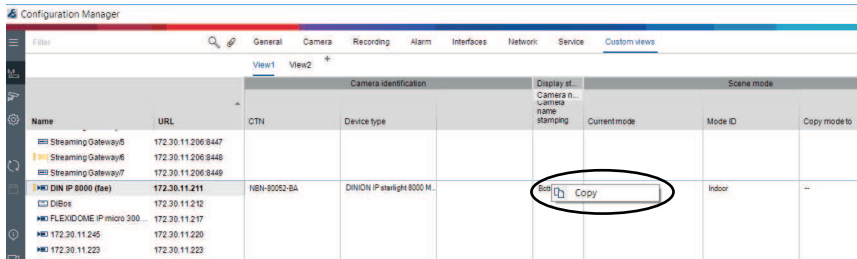 Configuration Manager
Filter General Camera Recording Alarm Interfaces Network Service Custom views
View1 View2 +
Camera identification Display st... Scene mode
Camera n...
Name URL CTN Device type Camera name stamping Current mode Mode ID Copy mode to
Streaming Gateway/5 172.30.11.206:8447
Streaming Gateway/6 172.30.11.206:8448
Streaming Gateway/7 172.30.11.206:8449
DIN IP 8000 (fae) 172.30.11.211 NBN-80052-BA DINION IP starlight 8000 M... Bott Copy Indoor --
DiBos 172.30.11.212
FLEXIDOME IP micro 300... 172.30.11.217
172.30.11.245 172.30.11.220
172.30.11.223 172.30.11.223